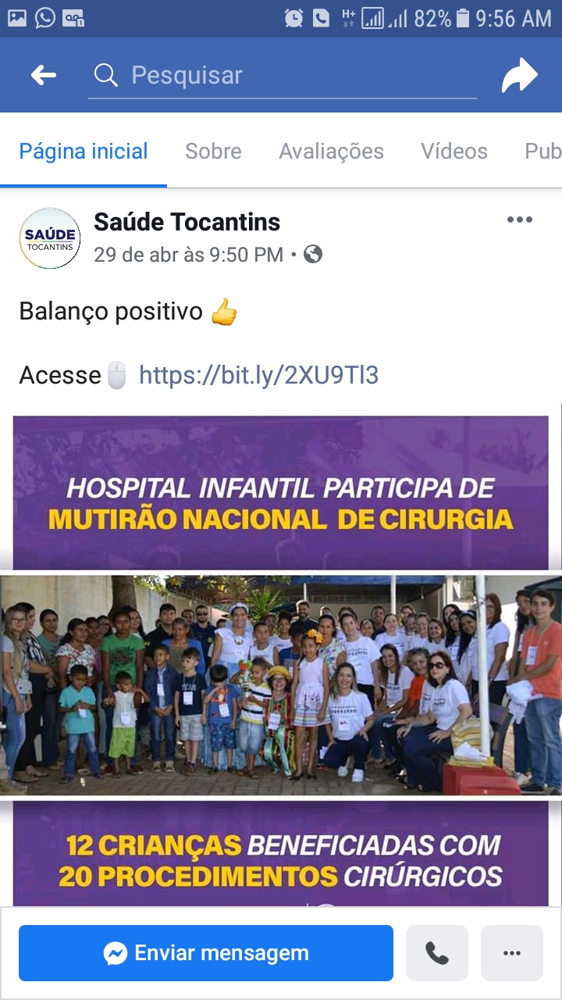 H+ 82% 9:56 AM
Pesquisar
Página inicial Sobre Avaliações Vídeos Pub
SAÚDE
TOCANTINS
Saúde Tocantins
29 de abr às 9:50 PM •
Balanço positivo 👍
Acesse🖱️ https://bit.ly/2XU9Tl3
HOSPITAL INFANTIL PARTICIPA DE
MUTIRÃO NACIONAL DE CIRURGIA
12 CRIANÇAS BENEFICIADAS COM
20 PROCEDIMENTOS CIRÚRGICOS
Enviar mensagem